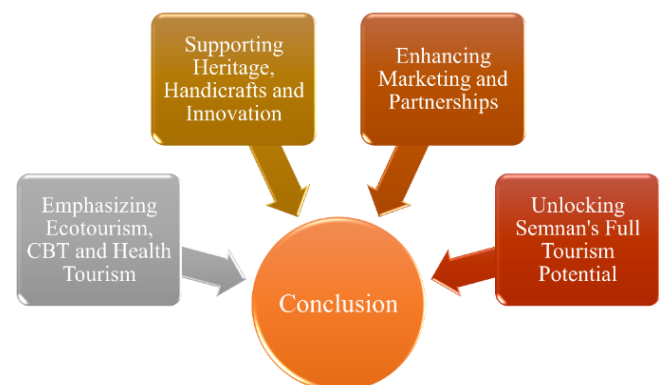 Supporting
Heritage,
Handicrafts and
Innovation
Enhancing
Marketing and
Partnerships
Emphasizing
Ecotourism,
CBT and Health
Tourism
Unlocking
Semnan's Full
Tourism
Potential
Conclusion